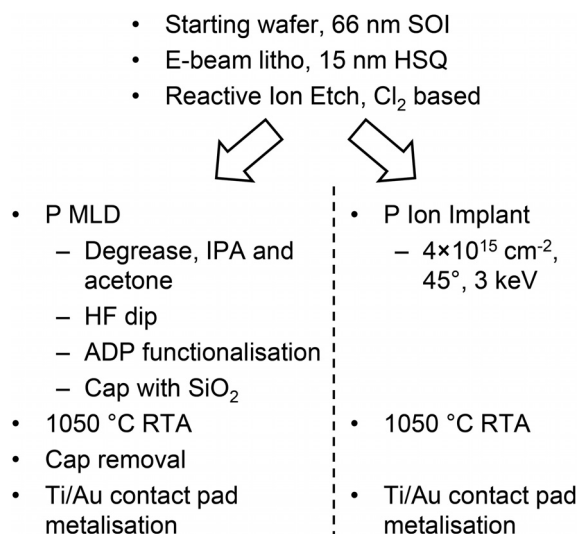 • Starting wafer, 66 nm SOI
• E-beam litho, 15 nm HSQ
• Reactive Ion Etch, Cl₂ based
• P MLD
– Degrease, IPA and
acetone
– HF dip
– ADP functionalisation
– Cap with SiO₂
• 1050 °C RTA
• Cap removal
• Ti/Au contact pad
metalisation
• P Ion Implant
– 4×10¹⁵ cm⁻²,
45°, 3 keV
• 1050 °C RTA
• Ti/Au contact pad
metalisation